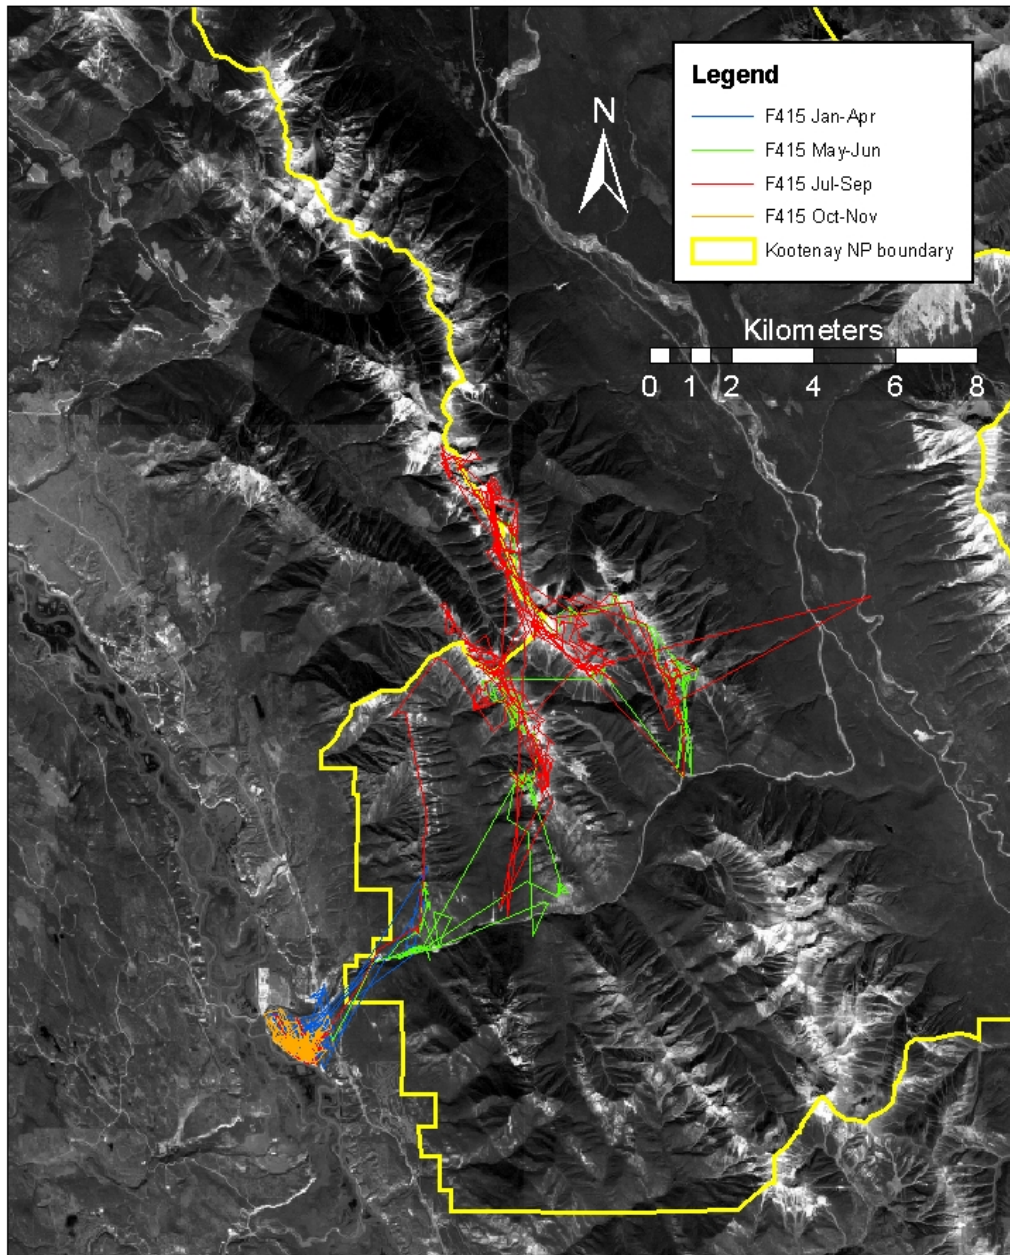 Legend
F415 Jan-Apr
F415 May-Jun
F415 Jul-Sep
F415 Oct-Nov
Kootenay NP boundary
N
Kilometers
0 1 2 4 6 8